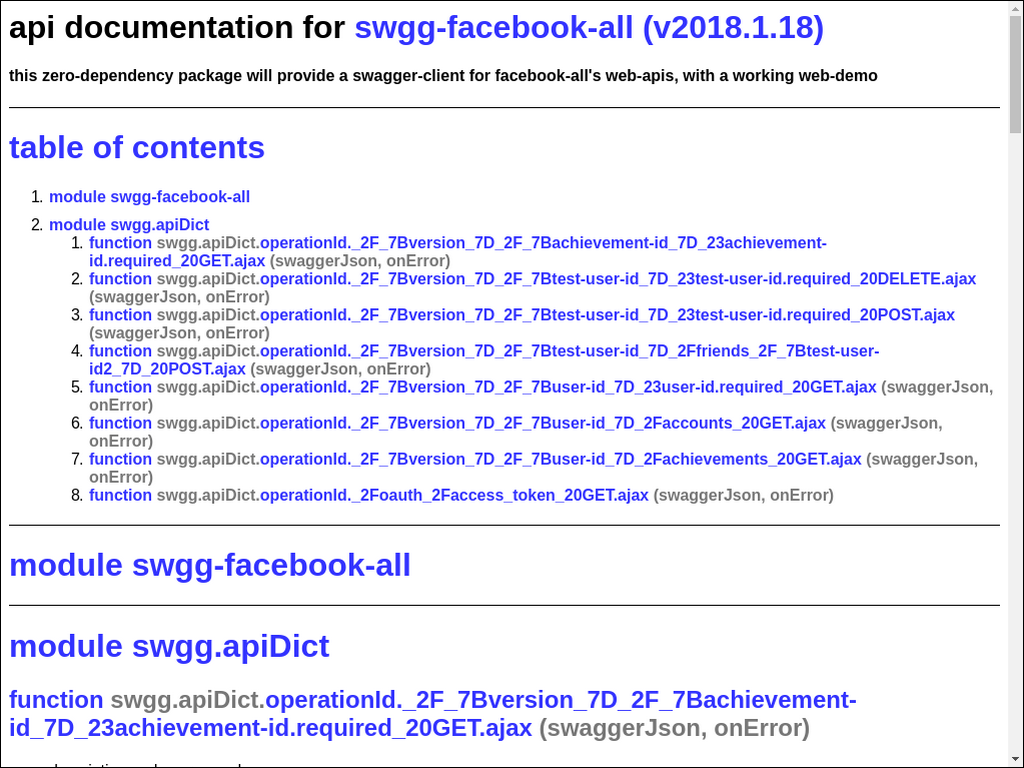 api documentation for swgg-facebook-all (v2018.1.18)
this zero-dependency package will provide a swagger-client for facebook-all's web-apis, with a working web-demo
table of contents
1. module swgg-facebook-all
2. module swgg.apiDict
1. function swgg.apiDict.operationId._2F_7Bversion_7D_2F_7Bachievement-
id.required_20GET.ajax (swaggerJson, onError)
2. function swgg.apiDict.operationId._2F_7Bversion_7D_2F_7Btest-user-id_7D_23test-user-id.required_20DELETE.ajax
(swaggerJson, onError)
3. function swgg.apiDict.operationId._2F_7Bversion_7D_2F_7Btest-user-id_7D_23test-user-id.required_20POST.ajax
(swaggerJson, onError)
4. function swgg.apiDict.operationId._2F_7Bversion_7D_2F_7Btest-user-id_7D_2Ffriends_2F_7Btest-user-
id2_7D_20POST.ajax (swaggerJson, onError)
5. function swgg.apiDict.operationId._2F_7Bversion_7D_2F_7Buser-id_7D_23user-id.required_20GET.ajax (swaggerJson,
onError)
6. function swgg.apiDict.operationId._2F_7Bversion_7D_2F_7Buser-id_7D_2Faccounts_20GET.ajax (swaggerJson,
onError)
7. function swgg.apiDict.operationId._2F_7Bversion_7D_2F_7Buser-id_7D_2Fachievements_20GET.ajax (swaggerJson,
onError)
8. function swgg.apiDict.operationId._2Foauth_2Faccess_token_20GET.ajax (swaggerJson, onError)
module swgg-facebook-all
module swgg.apiDict
function swgg.apiDict.operationId._2F_7Bversion_7D_2F_7Bachievement-
id_7D_23achievement-id.required_20GET.ajax (swaggerJson, onError)